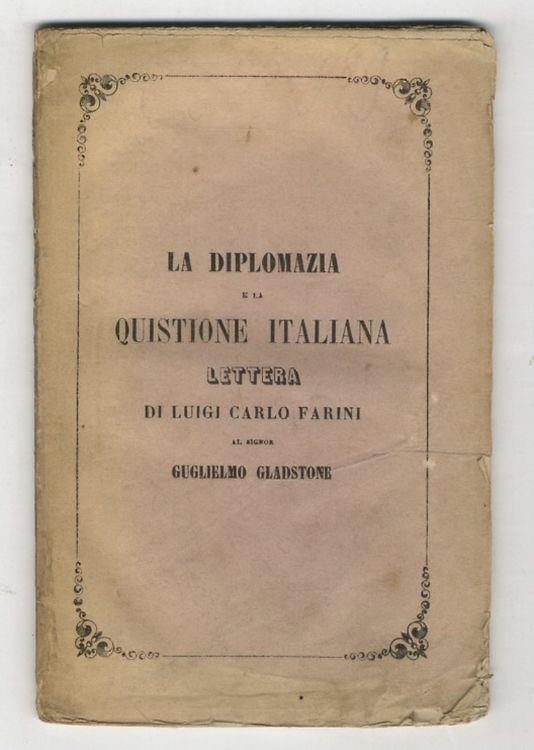 LA DIPLOMAZIA
E LA
QUISTIONE ITALIANA
LETTERA
DI LUIGI CARLO FARINI
AL SIGNOR
GUGLIELMO GLADSTONE